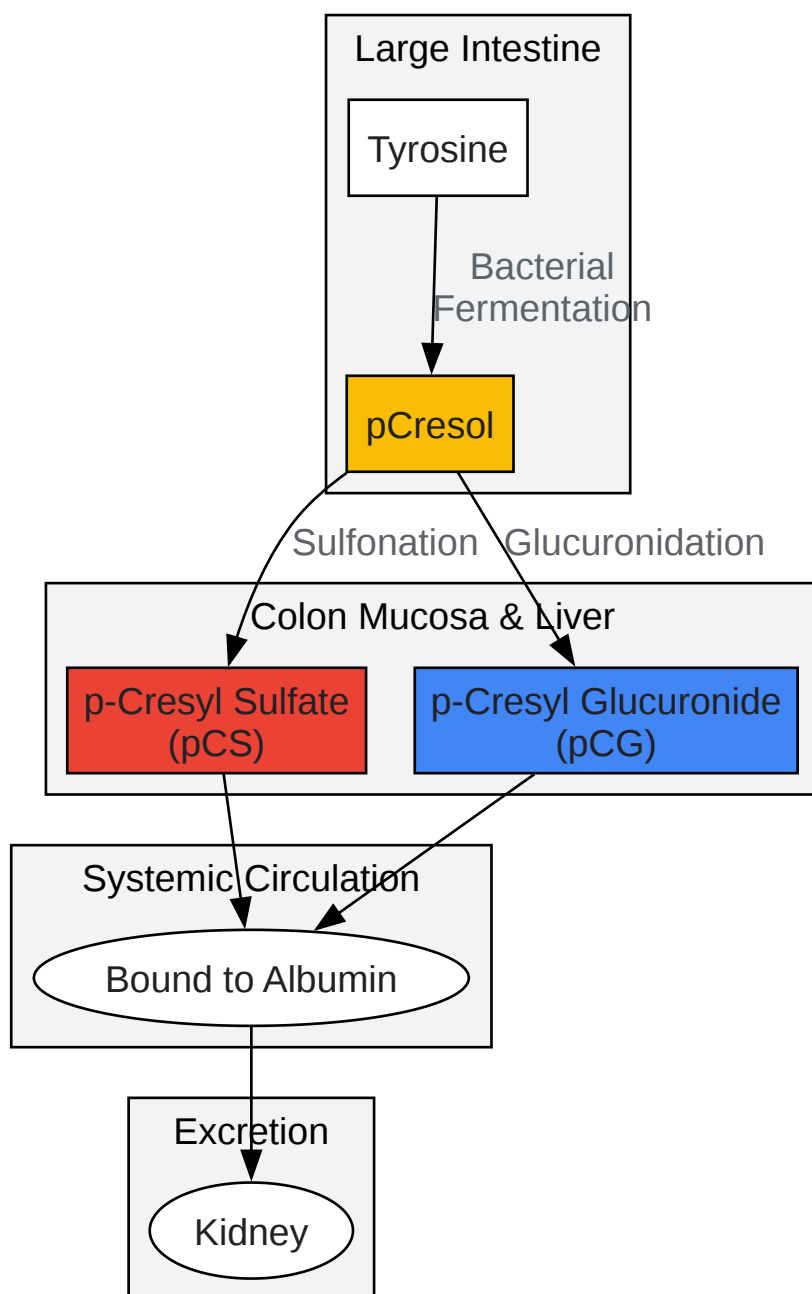 Large Intestine
Tyrosine
Bacterial
Fermentation
pCresol
Sulfonation
Glucuronidation
Colon Mucosa & Liver
p-Cresyl Sulfate
(pCS)
p-Cresyl Glucuronide
(pCG)
Systemic Circulation
Bound to Albumin
Excretion
Kidney